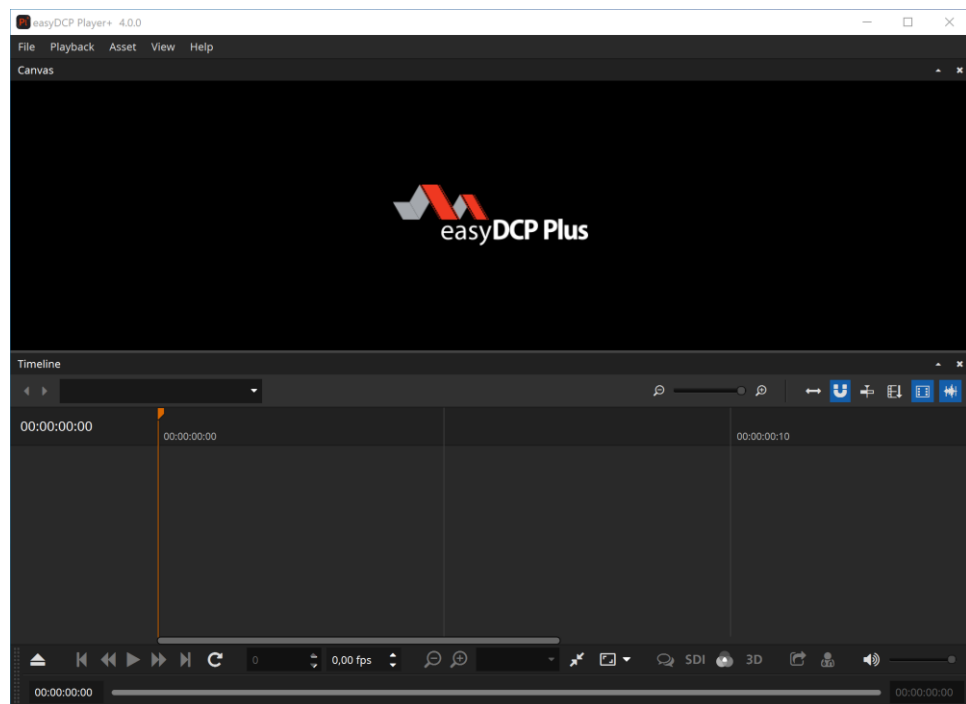 easyDCP Player+ 4.0.0
File Playback Asset View Help
Canvas
easyDCP Plus
Timeline
00:00:00:00
00:00:00:00 00:00:00:10
0 0,00 fps SDI 3D
00:00:00:00 00:00:00:00